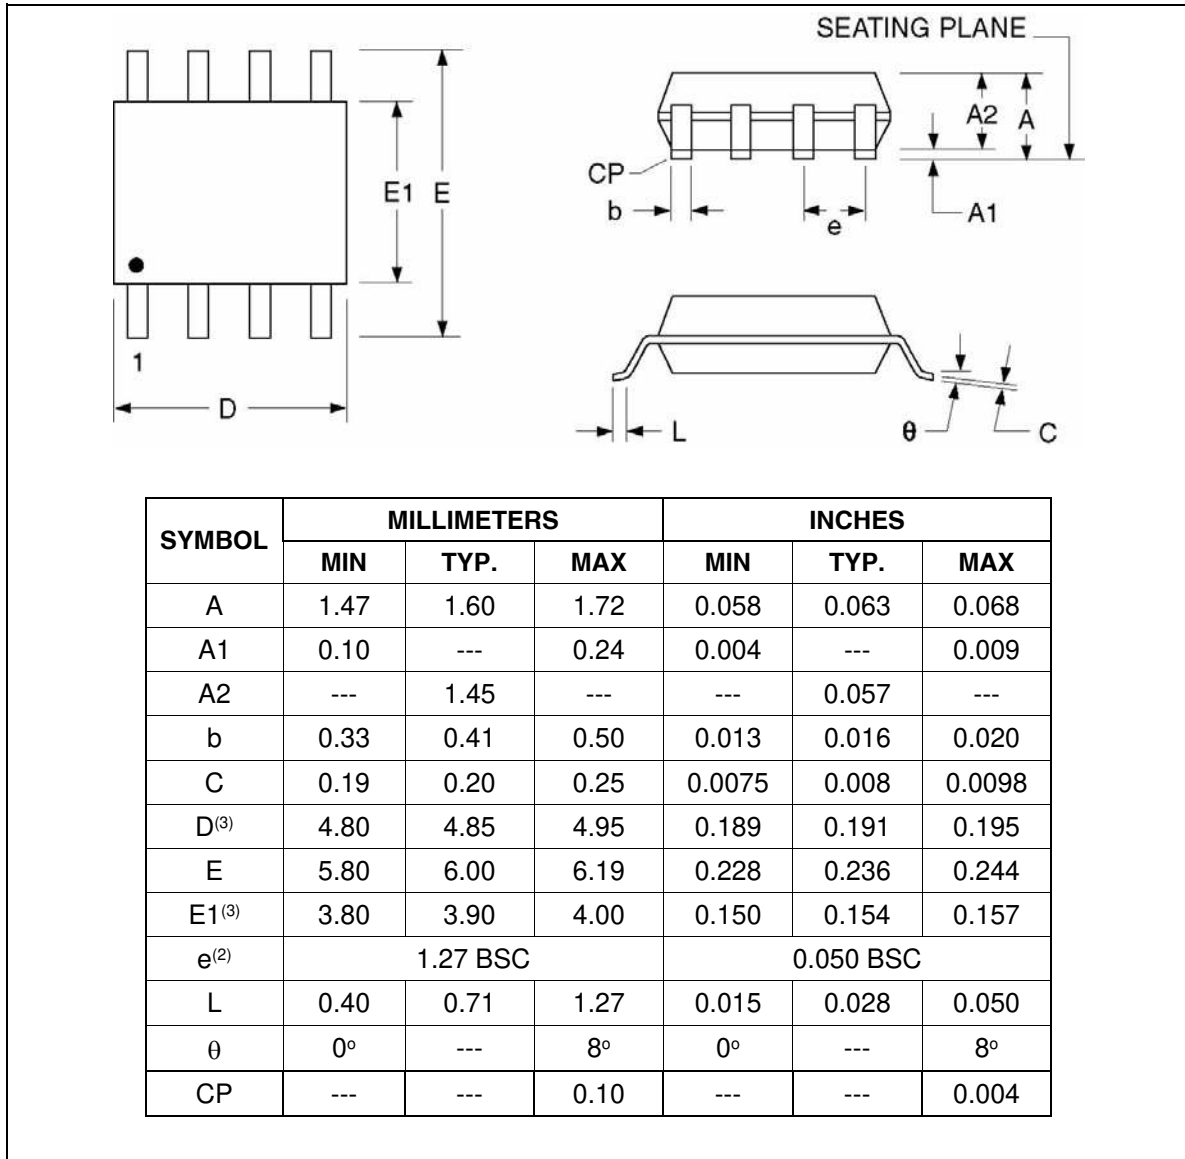 SEATING PLANE
A2 A
E1 E
CP
b
e
A1
1
D
L
θ
C
SYMBOL MILLIMETERS INCHES
MIN TYP. MAX MIN TYP. MAX
A 1.47 1.60 1.72 0.058 0.063 0.068
A1 0.10 --- 0.24 0.004 --- 0.009
A2 --- 1.45 --- --- 0.057 ---
b 0.33 0.41 0.50 0.013 0.016 0.020
C 0.19 0.20 0.25 0.0075 0.008 0.0098
D(3) 4.80 4.85 4.95 0.189 0.191 0.195
E 5.80 6.00 6.19 0.228 0.236 0.244
E1(3) 3.80 3.90 4.00 0.150 0.154 0.157
e(2) 1.27 BSC 0.050 BSC
L 0.40 0.71 1.27 0.015 0.028 0.050
θ 0º --- 8º 0º --- 8º
CP --- --- 0.10 --- --- 0.004